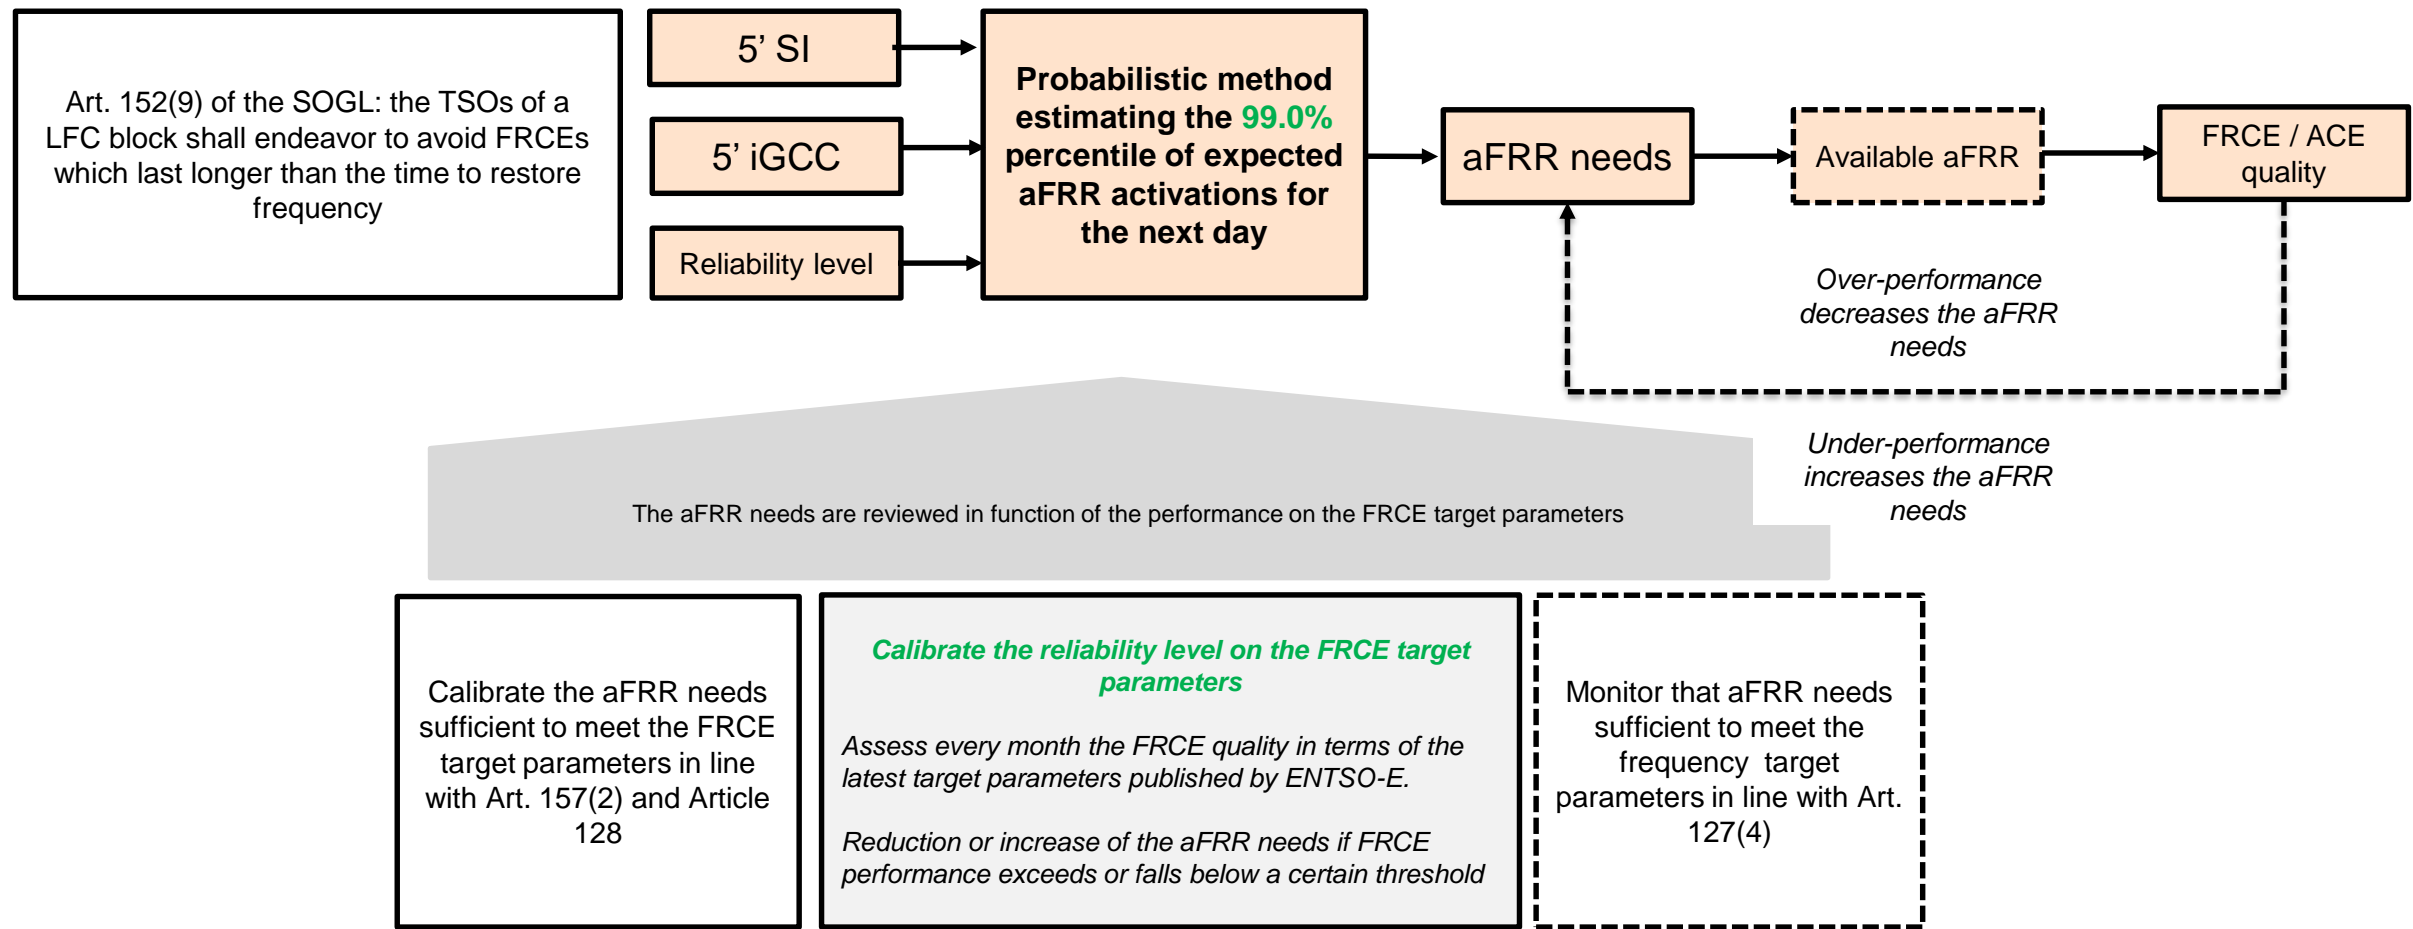 Art. 152(9) of the SOGL: the TSOs of a
LFC block shall endeavor to avoid FRCEs
which last longer than the time to restore
frequency
5’ SI
5’ iGCC
Reliability level
Probabilistic method
estimating the 99.0%
percentile of expected
aFRR activations for
the next day
aFRR needs
Available aFRR
FRCE / ACE
quality
Over-performance
decreases the aFRR
needs
Under-performance
increases the aFRR
needs
The aFRR needs are reviewed in function of the performance on the FRCE target parameters
Calibrate the aFRR needs
sufficient to meet the FRCE
target parameters in line
with Art. 157(2) and Article
128
Calibrate the reliability level on the FRCE target
parameters
Assess every month the FRCE quality in terms of the
latest target parameters published by ENTSO-E.
Reduction or increase of the aFRR needs if FRCE
performance exceeds or falls below a certain threshold
Monitor that aFRR needs
sufficient to meet the
frequency  target
parameters in line with Art.
127(4)